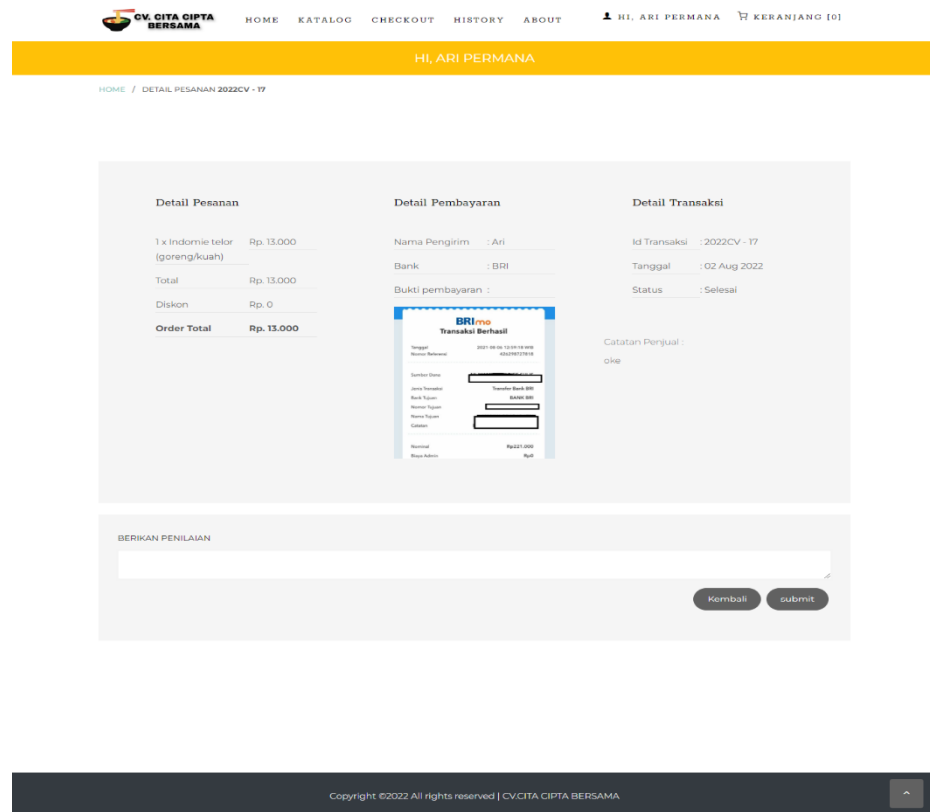 CV. CITA CIPTA
BERSAMA
HOME KATALOG CHECKOUT HISTORY ABOUT HI, ARI PERMANA KERANJANG [0]
HI, ARI PERMANA
HOME / DETAIL PESANAN 2022CV - 17
Detail Pesanan
1 x Indomie telor Rp. 13.000
(goreng/kuah)
Total Rp. 13.000
Diskon Rp. 0
Order Total Rp. 13.000
Detail Pembayaran
Nama Pengirim : Ari
Bank : BRI
Bukti pembayaran :
BRImo
Transaksi Berhasil
Tanggal
Nomor Referensi
Sumber Dana
Jenis Transaksi Transfer Bank BRI
Bank Tujuan BANK BRI
Nomor Tujuan
Nama Tujuan
Catatan
Nominal Rp221.000
Biaya Admin Rp0
Detail Transaksi
Id Transaksi : 2022CV - 17
Tanggal : 02 Aug 2022
Status : Selesai
Catatan Penjual :
oke
BERIKAN PENILAIAN
Kembali submit
Copyright ©2022 All rights reserved | CV.CITA CIPTA BERSAMA